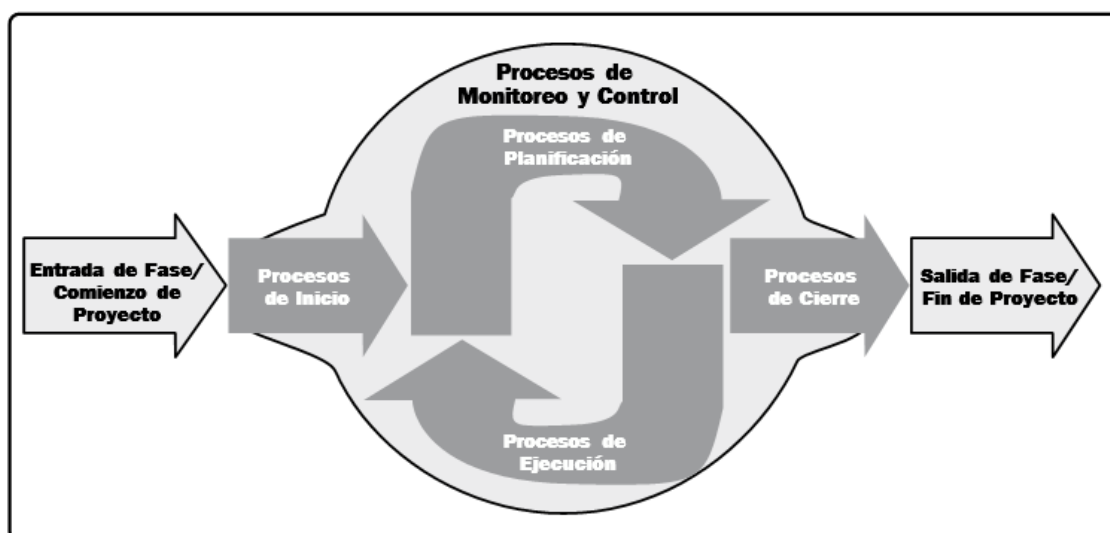 Procesos de
Monitoreo y Control
Procesos de
Planificación
Entrada de Fase/
Comienzo de
Proyecto
Procesos
de Inicio
Procesos
de Cierre
Salida de Fase/
Fin de Proyecto
Procesos de
Ejecución